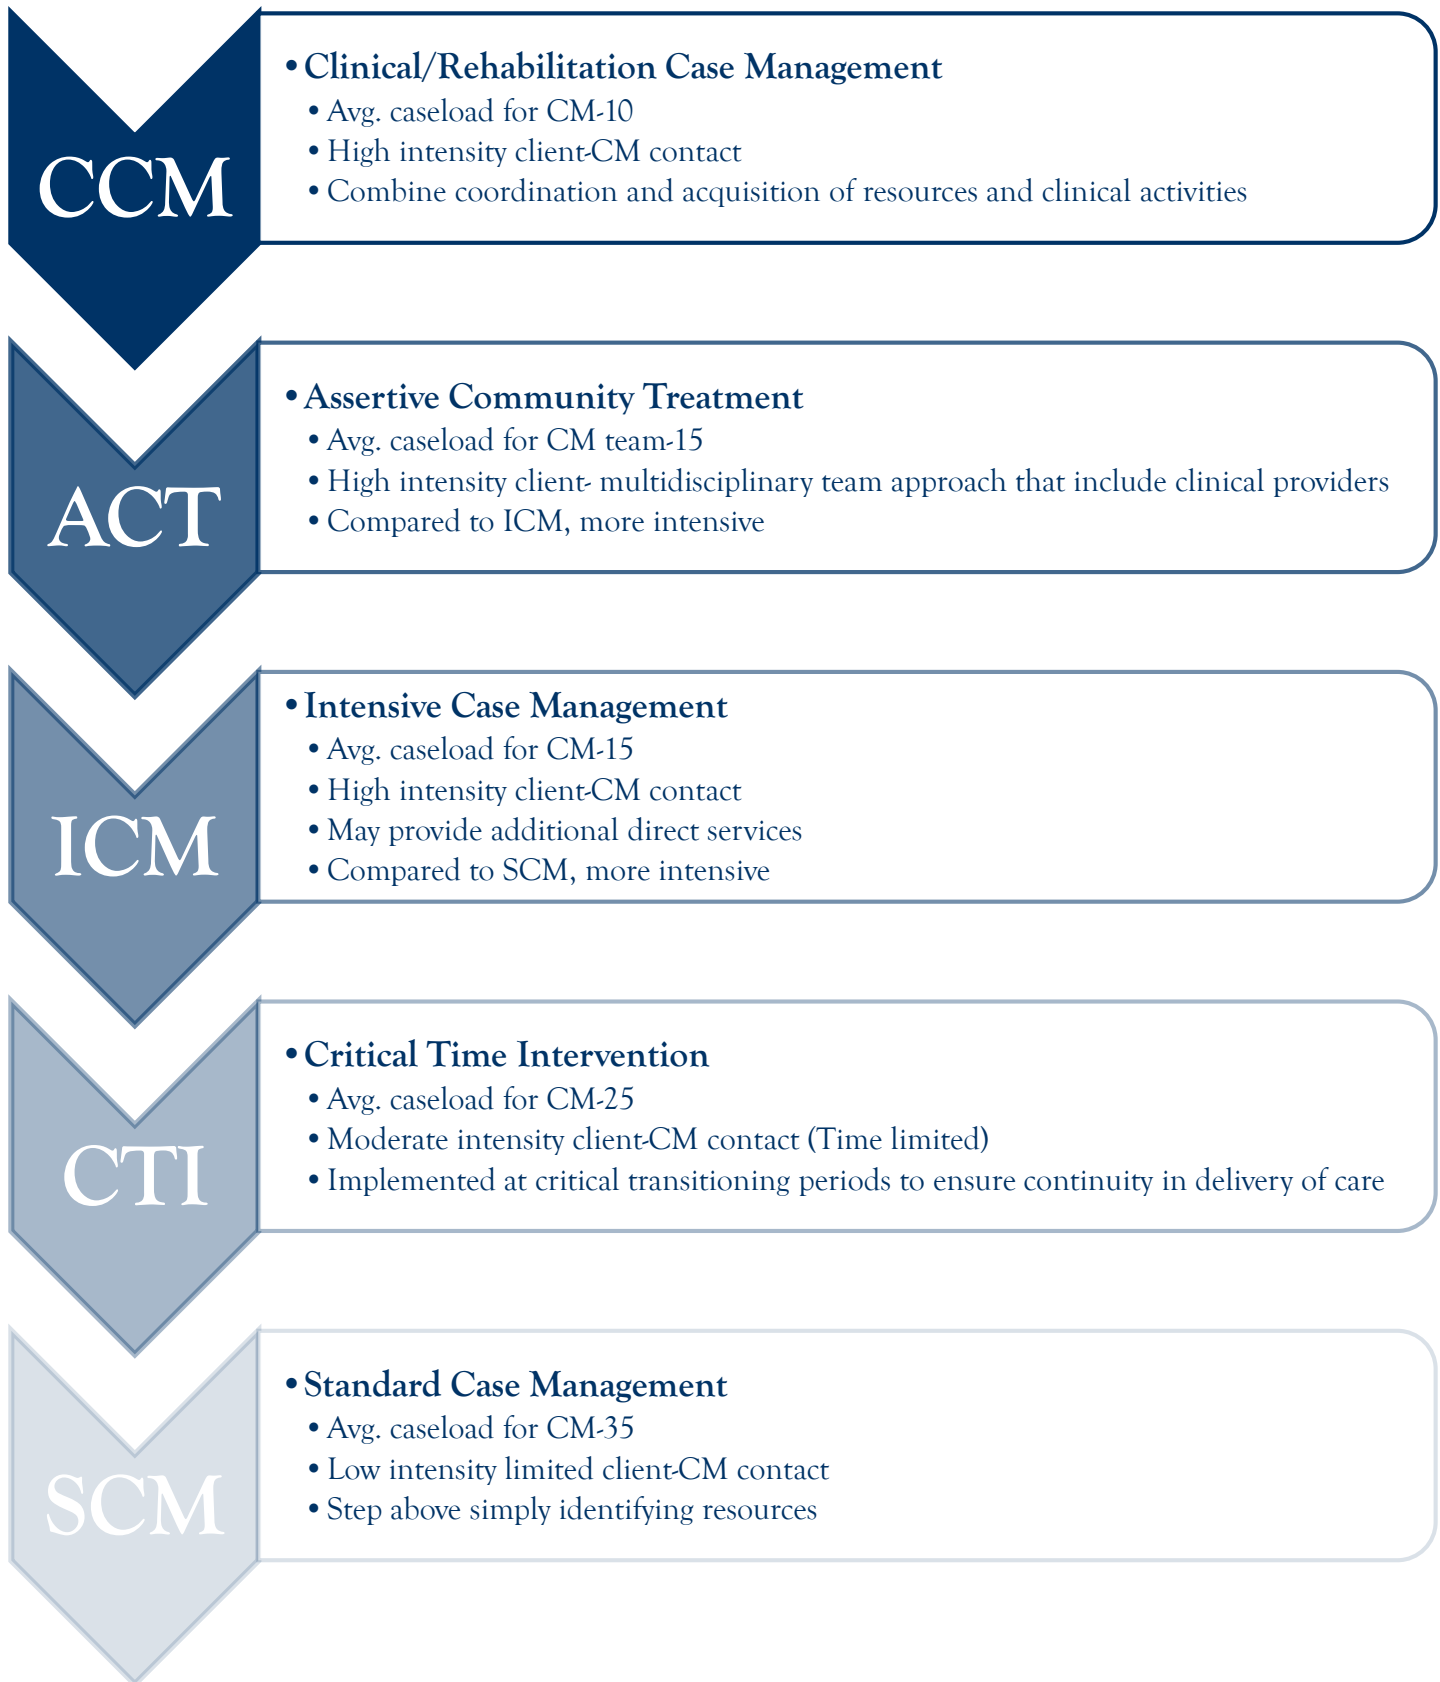 CCM
•Clinical/Rehabilitation Case Management
•Avg. caseload for CM-10
•High intensity client-CM contact
•Combine coordination and acquisition of resources and clinical activities
ACT
•Assertive Community Treatment
•Avg. caseload for CM team-15
•High intensity client- multidisciplinary team approach that include clinical providers
•Compared to ICM, more intensive
ICM
•Intensive Case Management
•Avg. caseload for CM-15
•High intensity client-CM contact
•May provide additional direct services
•Compared to SCM, more intensive
CTI
•Critical Time Intervention
•Avg. caseload for CM-25
•Moderate intensity client-CM contact (Time limited)
•Implemented at critical transitioning periods to ensure continuity in delivery of care
SCM
•Standard Case Management
•Avg. caseload for CM-35
•Low intensity limited client-CM contact
•Step above simply identifying resources